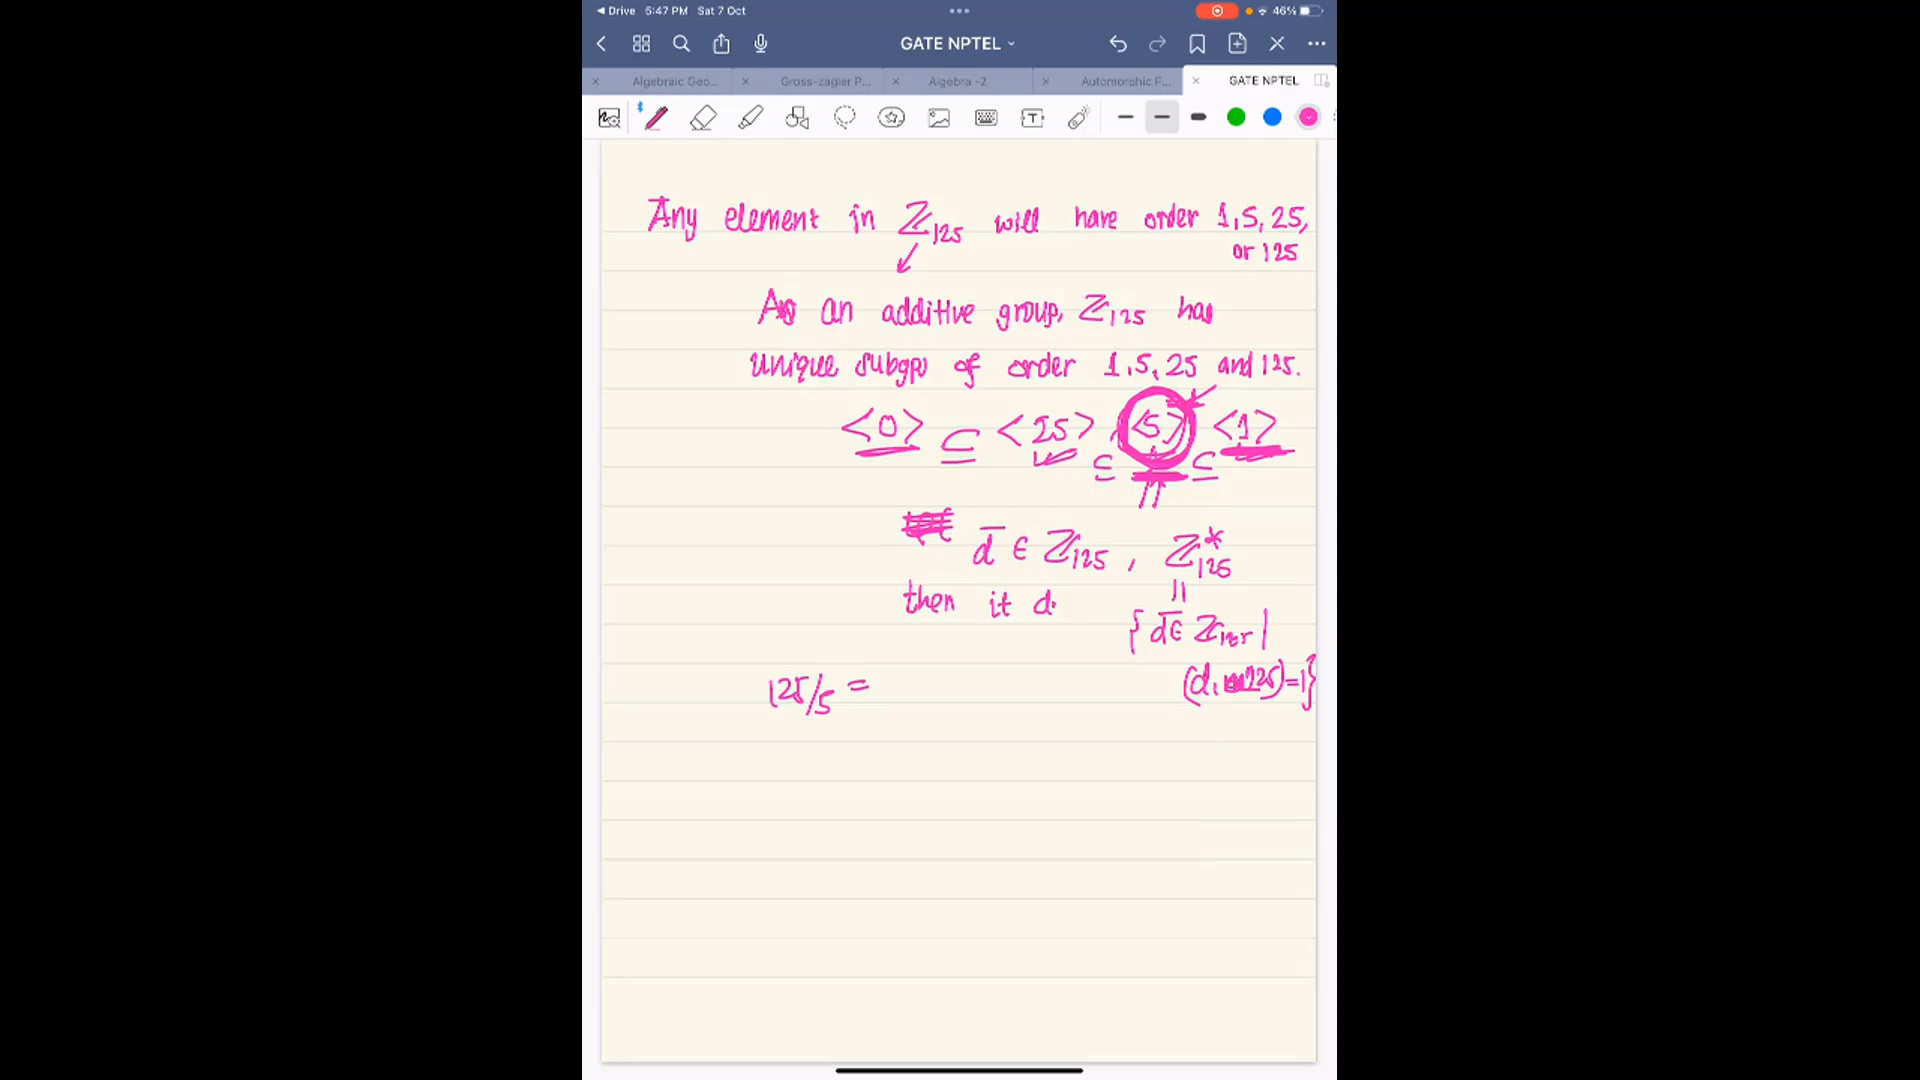 Drive 5:47 PM Sat 7 Oct 46%
GATE NPTEL
Algebraic Geo... Gross-zagier P... Algebra -2 Automorphic F... GATE NPTEL
Any element in ℤ₁₂₅ will have order 1, 5, 25,
or 125
As an additive group, ℤ₁₂₅ has
unique subgps of order 1, 5, 25 and 125.
<0> ⊆ <25> ⊆ <5> ⊆ <1>
d̅ ∈ ℤ₁₂₅ , ℤ*₁₂₅
then it d. =
{ d̅ ∈ ℤ₁₂₅ |
125/5 = (d, 125) = 1}